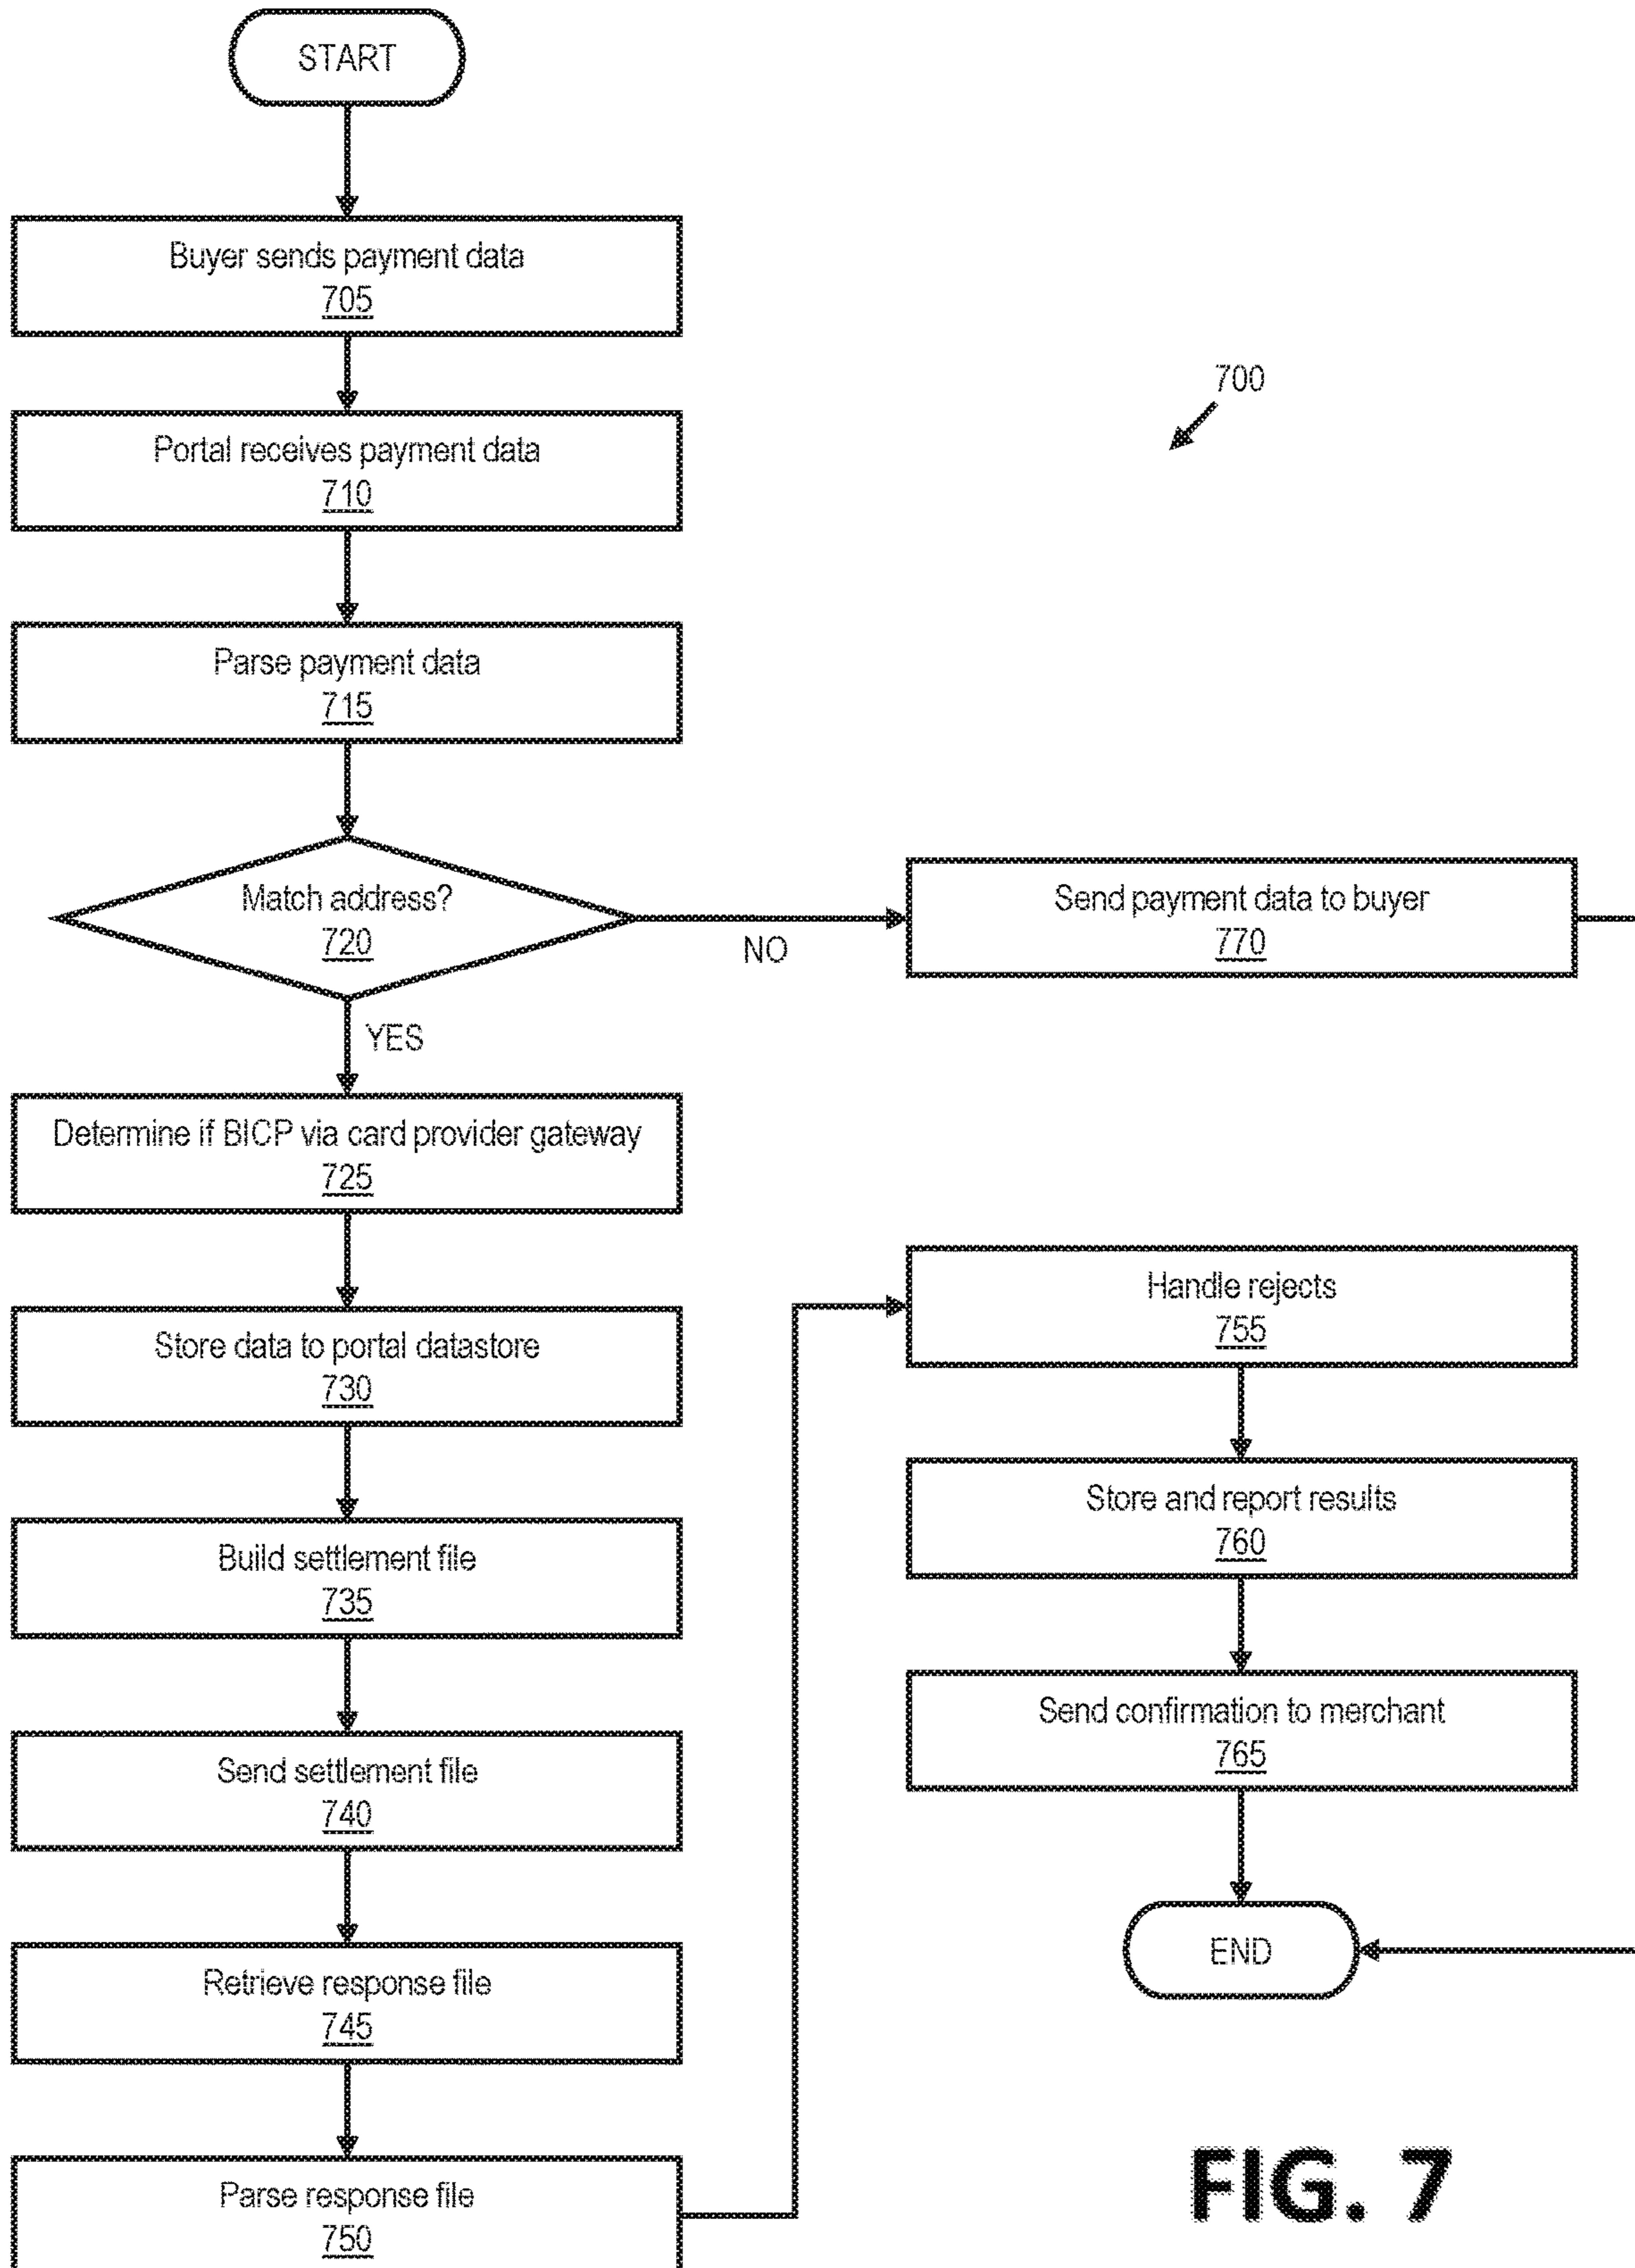 START
Buyer sends payment data
705
Portal receives payment data
710
700
Parse payment data
715
Match address?
720
NO
Send payment data to buyer
770
YES
Determine if BICP via card provider gateway
725
Store data to portal datastore
730
Build settlement file
735
Send settlement file
740
Retrieve response file
745
Parse response file
750
Handle rejects
755
Store and report results
760
Send confirmation to merchant
765
END
FIG. 7